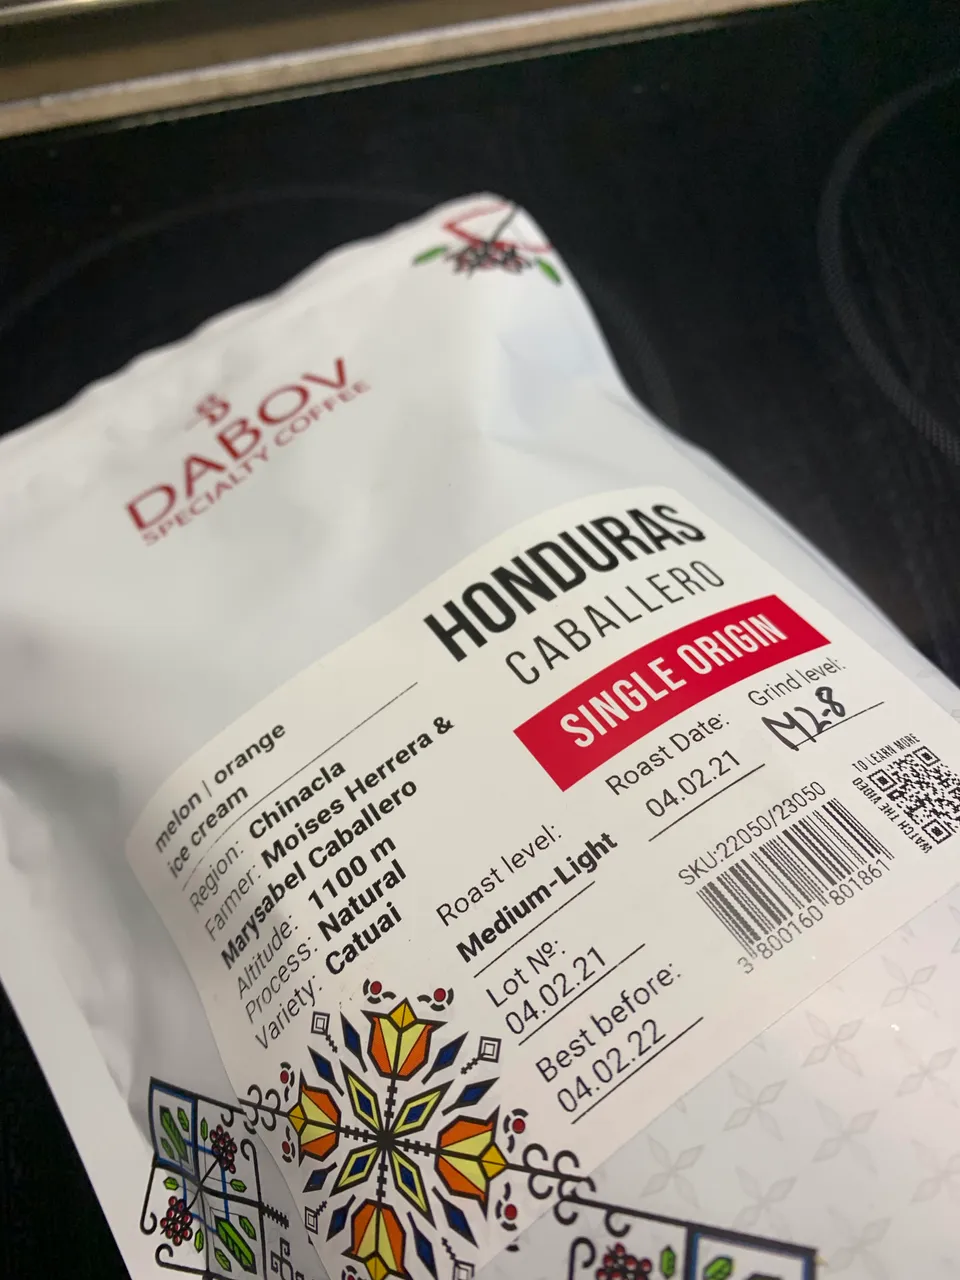 DABOV
SPECIALTY COFFEE
HONDURAS
CABALLERO
SINGLE ORIGIN
melon | orange
ice cream
Region: Chinacla
Farmer: Moises Herrera &
Marysabel Caballero
Altitude: 1100 m
Process: Natural
Variety: Catuai
Roast level:
Medium-Light
Roast Date:
04.02.21
Grind level:
M28
Lot №:
04.02.21
Best before:
04.02.22
SKU:22050/23050
3 800160 801861
TO LEARN MORE
WATCH THE VIDEO